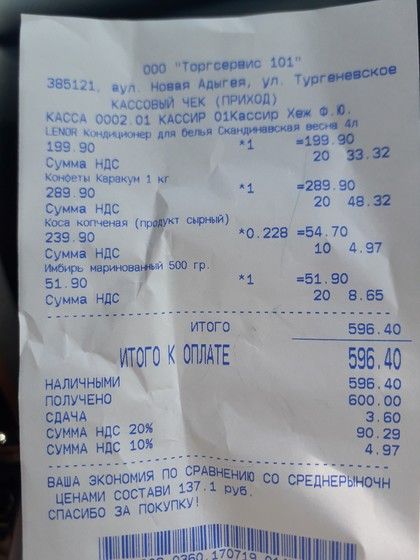 ООО "Торгсервис 101"
385121, аул. Новая Адыгея, ул. Тургеневское
КАССОВЫЙ ЧЕК (ПРИХОД)
КАССА 0002.01 КАССИР 01Кассир Хеж Ф.Ю.
LENOR Кондиционер для белья Скандинавская весна 4л
199.90 *1 =199.90
Сумма НДС 20 33.32
Конфеты Каракум 1 кг
289.90 *1 =289.90
Сумма НДС 20 48.32
Коса копченая (продукт сырный)
239.90 *0.228 =54.70
Сумма НДС 10 4.97
Имбирь маринованный 500 гр.
51.90 *1 =51.90
Сумма НДС 20 8.65
ИТОГО 596.40
ИТОГО К ОПЛАТЕ 596.40
НАЛИЧНЫМИ 596.40
ПОЛУЧЕНО 600.00
СДАЧА 3.60
СУММА НДС 20% 90.29
СУММА НДС 10% 4.97
ВАША ЭКОНОМИЯ ПО СРАВНЕНИЮ СО СРЕДНЕРЫНОЧН
ЦЕНАМИ СОСТАВИ 137.1 руб.
СПАСИБО ЗА ПОКУПКУ!